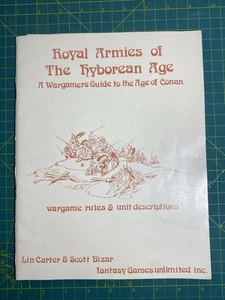 Royal Armies of
The Hyborean Age
A Wargamers Guide to the Age of Conan
wargame rules & unit descriptions
Lin Carter & Scott Bizar
Fantasy Games unlimited inc.